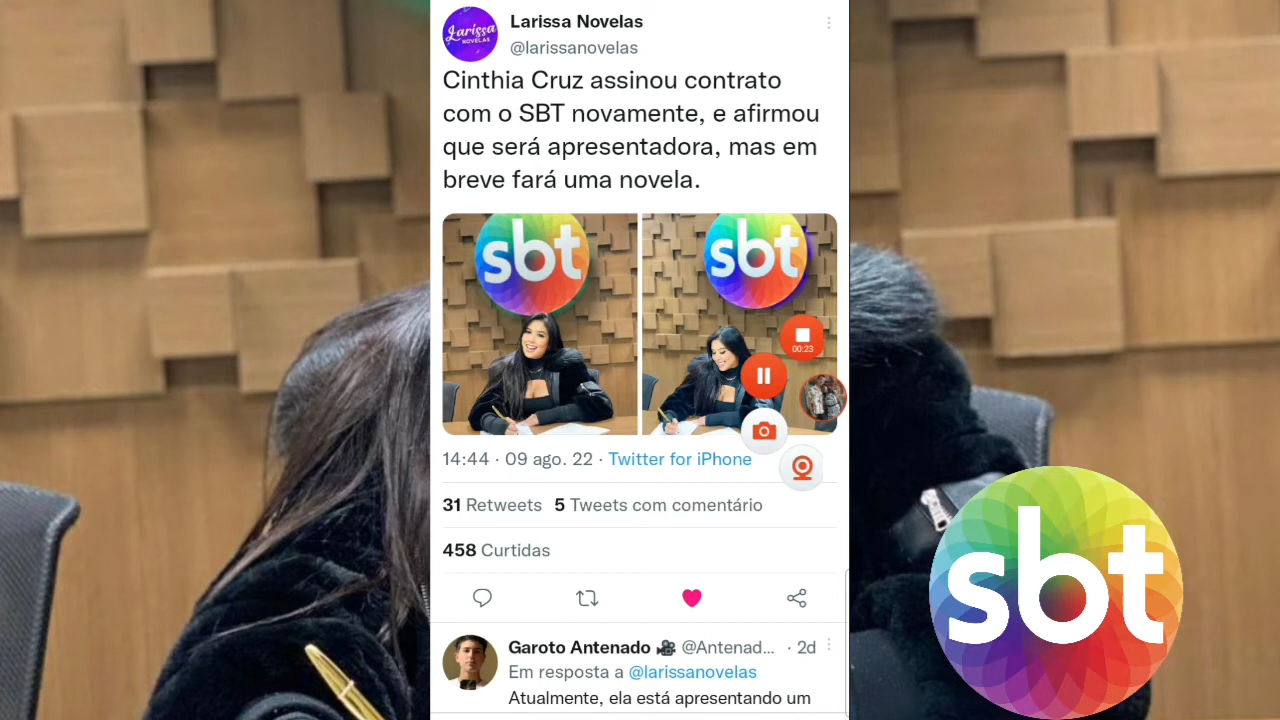 Larissa
NOVELAS
Larissa Novelas
@larissanovelas
Cinthia Cruz assinou contrato
com o SBT novamente, e afirmou
que será apresentadora, mas em
breve fará uma novela.
sbt
sbt
00:23
14:44 · 09 ago. 22 · Twitter for iPhone
31 Retweets 5 Tweets com comentário
458 Curtidas
Garoto Antenado 🎥 @Antenad... · 2d
Em resposta a @larissanovelas
Atualmente, ela está apresentando um
sbt